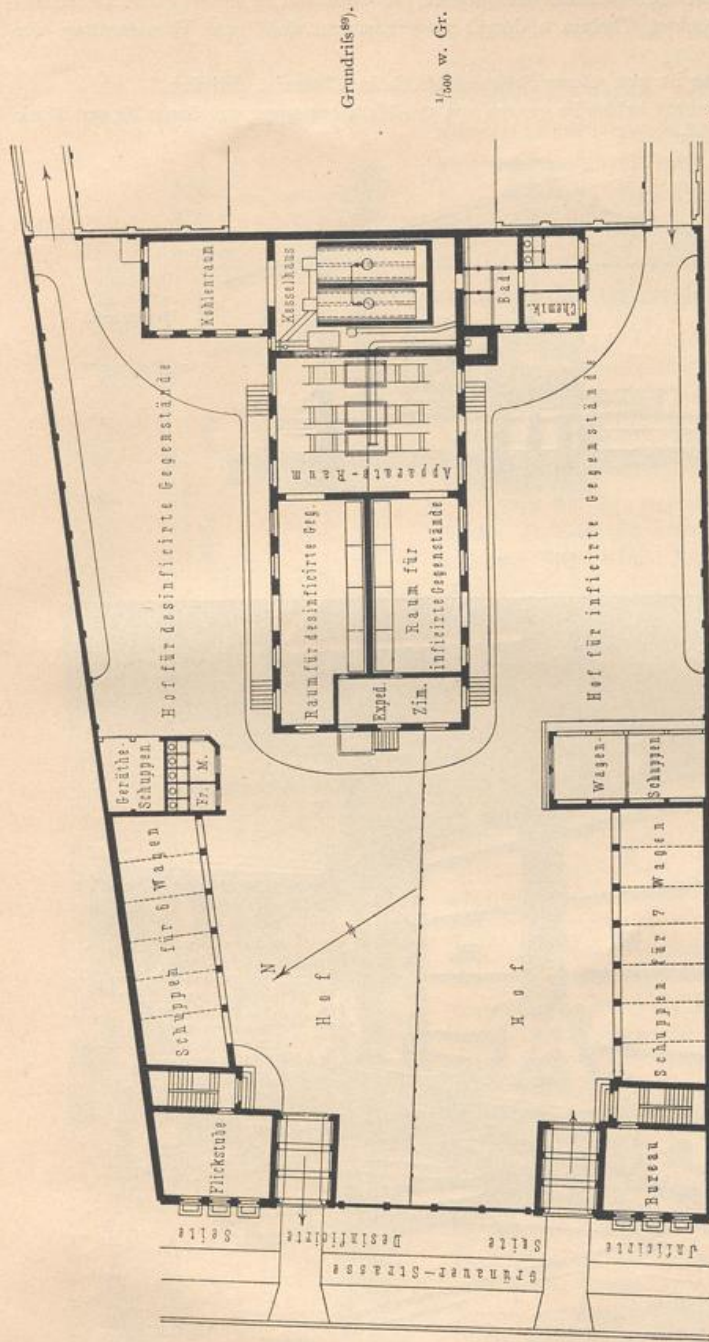 Grundriſs⁸⁹).
1/500 w. Gr.
Kohlenraum
Kesselhaus
Bad
Chemik.
Hof für desinficirte Gegenstände
Apparate-Raum
Raum für desinficirte Geg.
Raum für
inficirte Gegenstände
Hof für inficirte Gegenstände
Exped.
Zim.
Geräthe-
Schuppen
Fr.
M.
Wagen-
Schuppen
Schuppen für 6 Wagen
N
Hof
Hof
Schuppen für 7 Wagen
Flickstube
Bureau
Desinficirte Seite
Inficirte Seite
Grünauer-Strasse